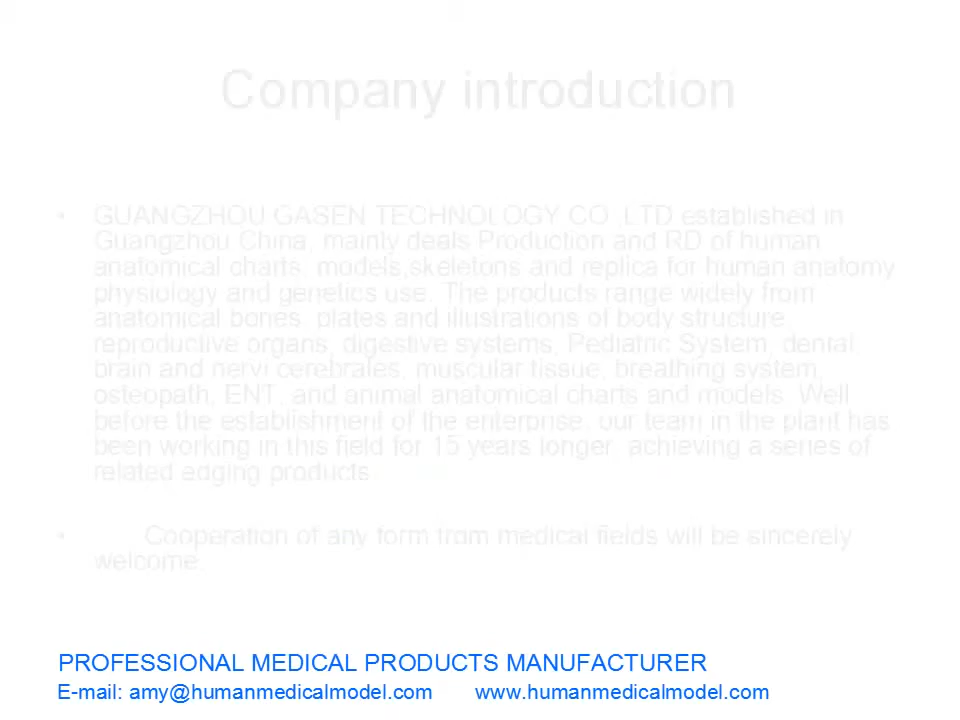 Company introduction
• GUANGZHOU GASEN TECHNOLOGY CO .,LTD established in
Guangzhou China, mainly deals Production and RD of human
anatomical charts, models,skeletons and replica for human anatomy
physiology and genetics use. The products range widely from
anatomical bones, plates and illustrations of body structure,
reproductive organs, digestive systems, Pediatric System, dental,
brain and nervi cerebrales, muscular tissue, breathing system,
osteopath, ENT, and animal anatomical charts and models. Well
before the establishment of the enterprise, our team in the plant has
been working in this field for 15 years longer, achieving a series of
related edging products.
• Cooperation of any form from medical fields will be sincerely
welcome.
PROFESSIONAL MEDICAL PRODUCTS MANUFACTURER
E-mail: amy@humanmedicalmodel.com www.humanmedicalmodel.com